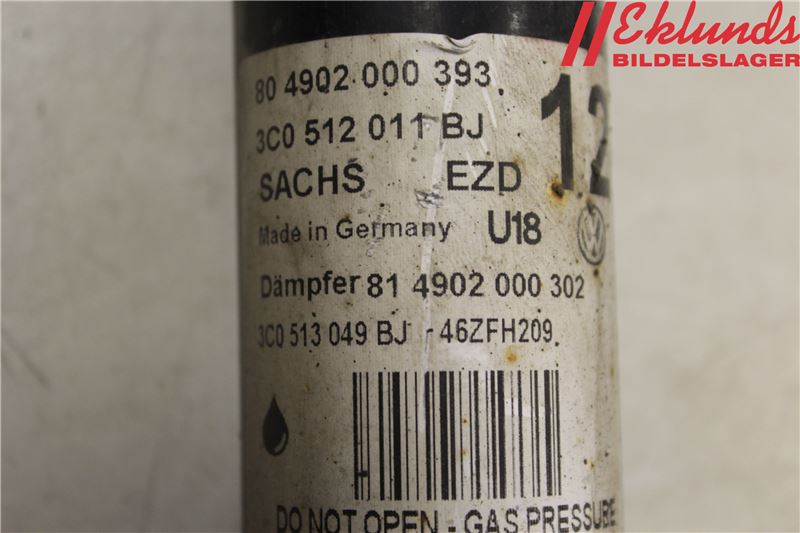 Eklunds
BILDELSLAGER
80 4902 000 393
3C0 512 011 BJ
12
SACHS EZD
Made in Germany U18
Dämpfer 81 4902 000 302
3C0 513 049 BJ - 46ZFH209
DO NOT OPEN - GAS PRESSURE